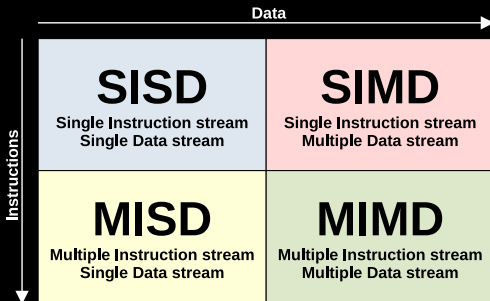 Data
Instructions
SISD
Single Instruction stream
Single Data stream
SIMD
Single Instruction stream
Multiple Data stream
MISD
Multiple Instruction stream
Single Data stream
MIMD
Multiple Instruction stream
Multiple Data stream